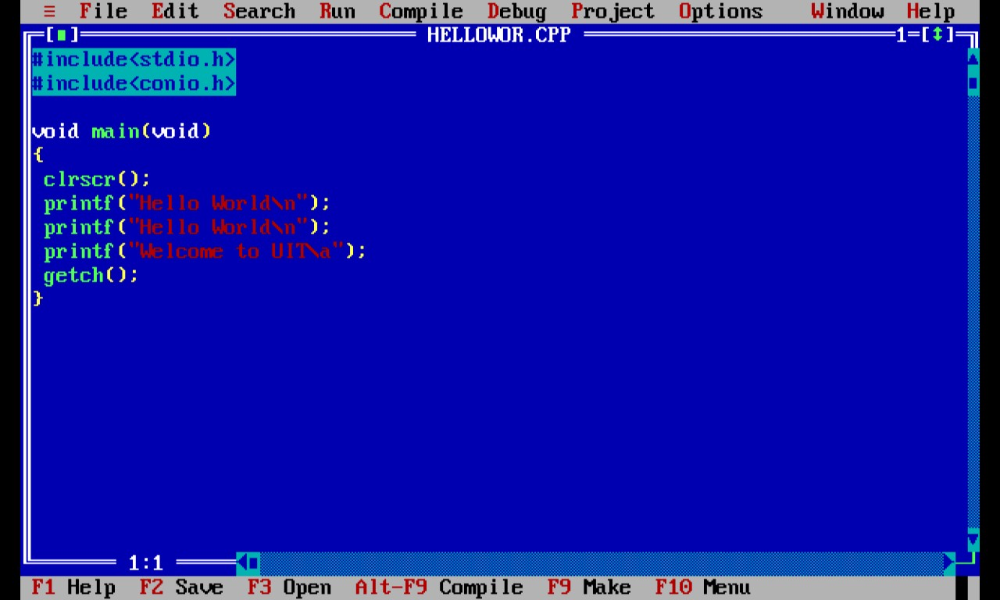 ≡ File Edit Search Run Compile Debug Project Options Window Help
[■] HELLOWOR.CPP 1=[↕]
#include<stdio.h>
#include<conio.h>
void main(void)
{
clrscr();
printf("Hello World\n");
printf("Hello World\n");
printf("Welcome to UIT\a");
getch();
}
1:1
F1 Help F2 Save F3 Open Alt-F9 Compile F9 Make F10 Menu